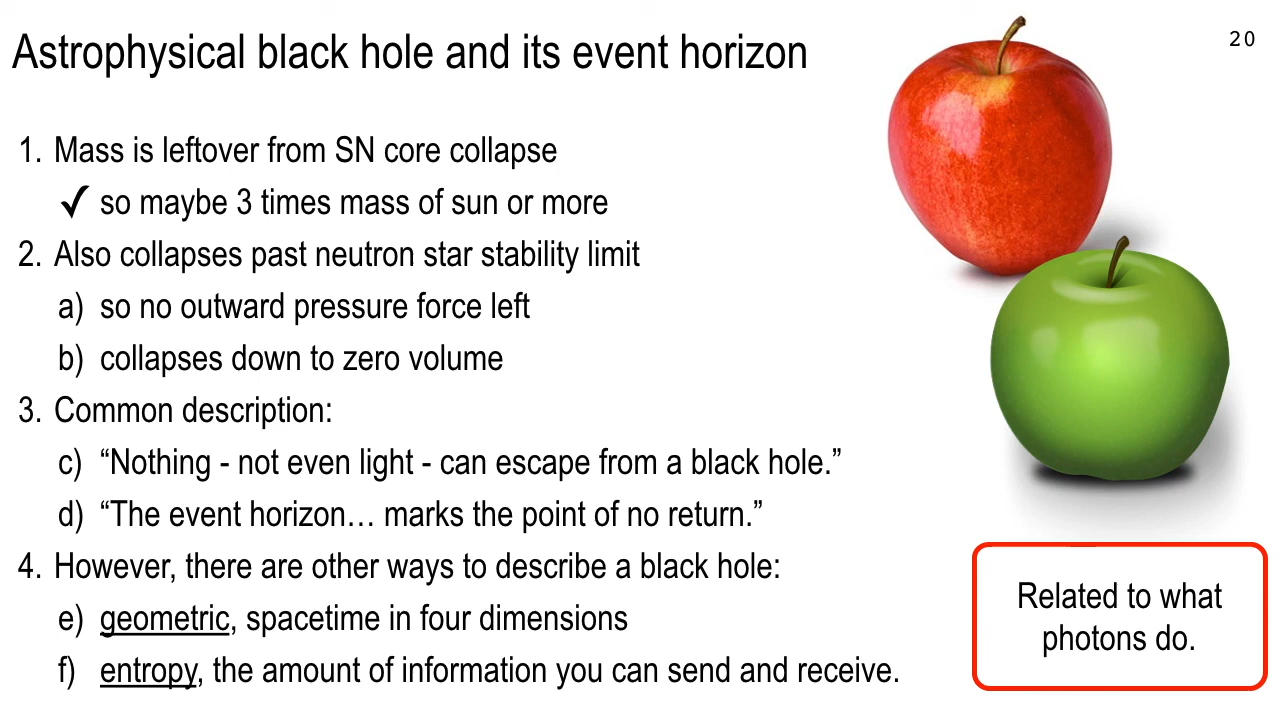 Astrophysical black hole and its event horizon
20
1. Mass is leftover from SN core collapse
✓ so maybe 3 times mass of sun or more
2. Also collapses past neutron star stability limit
a) so no outward pressure force left
b) collapses down to zero volume
3. Common description:
c) “Nothing - not even light - can escape from a black hole.”
d) “The event horizon… marks the point of no return.”
4. However, there are other ways to describe a black hole:
e) geometric, spacetime in four dimensions
f) entropy, the amount of information you can send and receive.
Related to what
photons do.